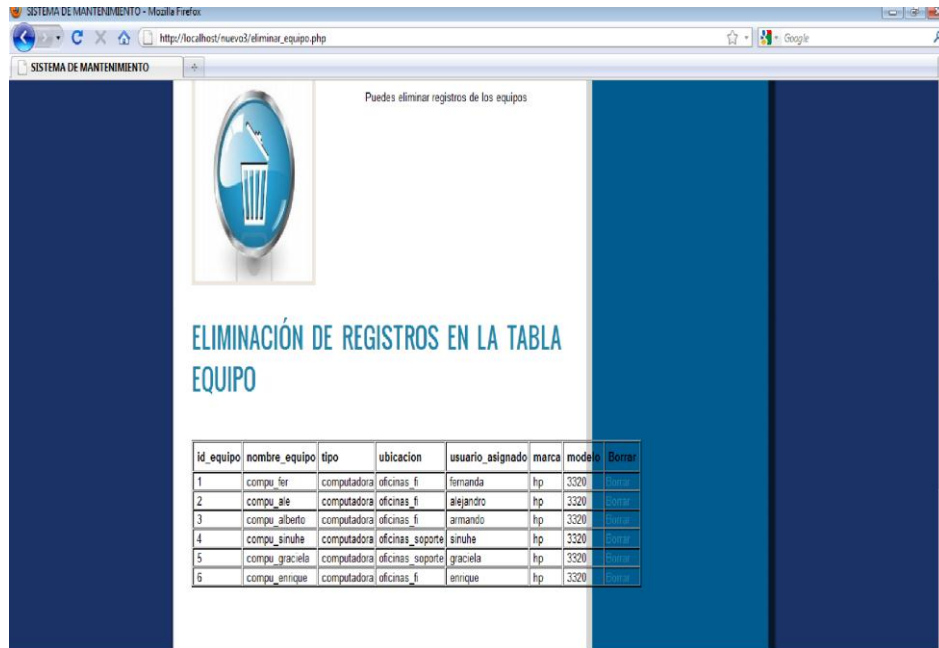 SISTEMA DE MANTENIMIENTO - Mozilla Firefox
http://localhost/nuevo3/eliminar_equipo.php
Google
SISTEMA DE MANTENIMIENTO
Puedes eliminar registros de los equipos
ELIMINACIÓN DE REGISTROS EN LA TABLA
EQUIPO
id_equipo nombre_equipo tipo ubicacion usuario_asignado marca modelo Borrar
1 compu_fer computadora oficinas_fi fernanda hp 3320 Borrar
2 compu_ale computadora oficinas_fi alejandro hp 3320 Borrar
3 compu_alberto computadora oficinas_fi armando hp 3320 Borrar
4 compu_sinuhe computadora oficinas_soporte sinuhe hp 3320 Borrar
5 compu_graciela computadora oficinas_soporte graciela hp 3320 Borrar
6 compu_enrique computadora oficinas_fi enrique hp 3320 Borrar